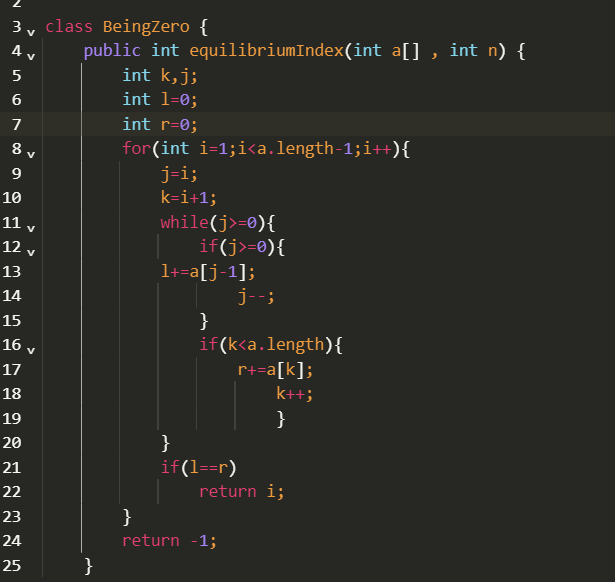 2
3 class BeingZero {
4 public int equilibriumIndex(int a[] , int n) {
5 int k,j;
6 int l=0;
7 int r=0;
8 for(int i=1;i<a.length-1;i++){
9 j=i;
10 k=i+1;
11 while(j>=0){
12 if(j>=0){
13 l+=a[j-1];
14 j--;
15 }
16 if(k<a.length){
17 r+=a[k];
18 k++;
19 }
20 }
21 if(l==r)
22 return i;
23 }
24 return -1;
25 }